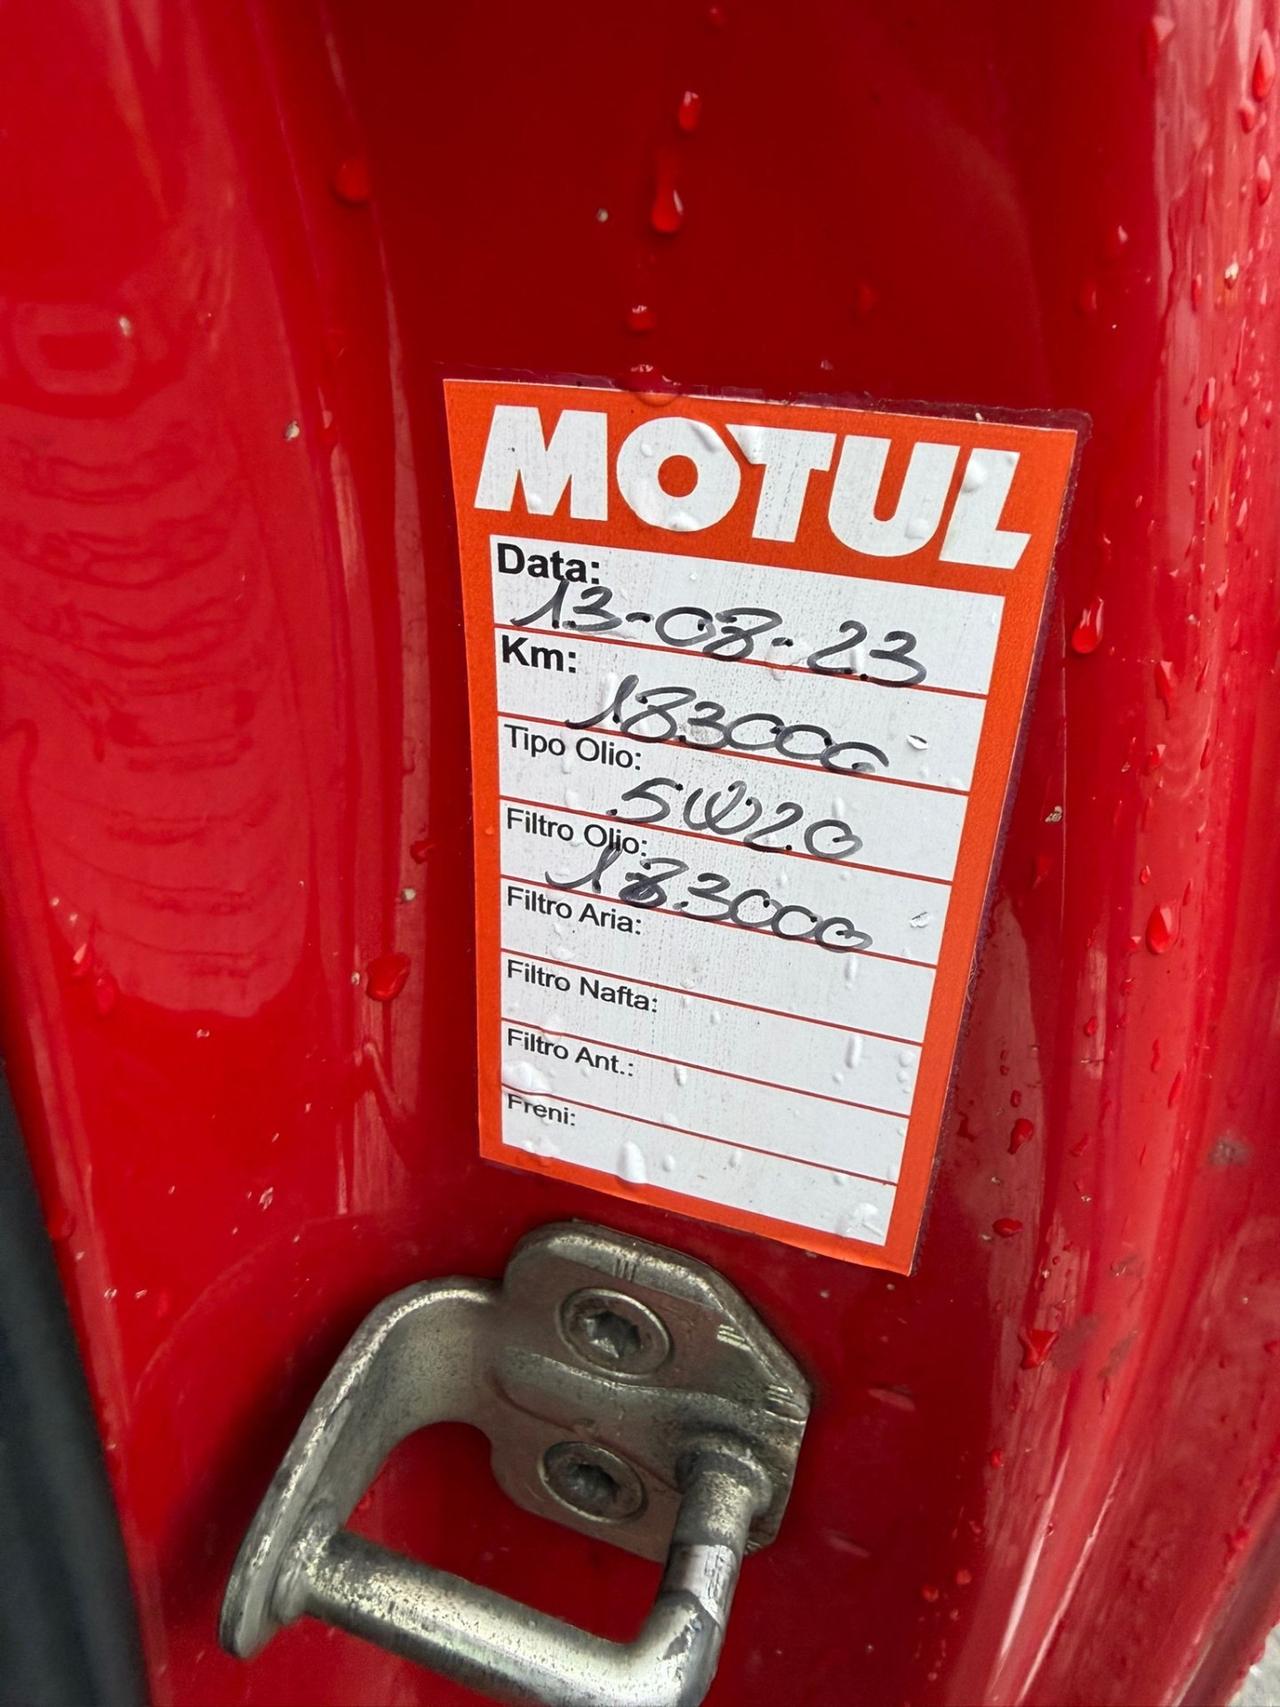 MOTUL
Data:
13-08-23
Km:
183000
Tipo Olio:
5W20
Filtro Olio:
183000
Filtro Aria:
Filtro Nafta:
Filtro Ant.:
Freni: